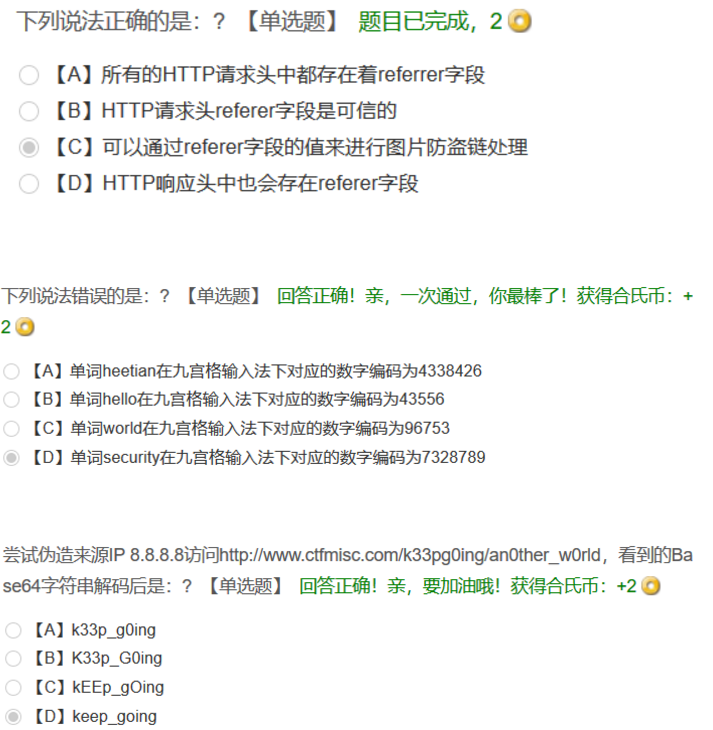 下列说法正确的是：? 【单选题】 题目已完成，2
【A】所有的HTTP请求头中都存在着referrer字段
【B】HTTP请求头referer字段是可信的
【C】可以通过referer字段的值来进行图片防盗链处理
【D】HTTP响应头中也会存在referer字段
下列说法错误的是：? 【单选题】 回答正确！亲，一次通过，你最棒了！获得合氏币：+
2
【A】单词heetian在九宫格输入法下对应的数字编码为4338426
【B】单词hello在九宫格输入法下对应的数字编码为43556
【C】单词world在九宫格输入法下对应的数字编码为96753
【D】单词security在九宫格输入法下对应的数字编码为7328789
尝试伪造来源IP 8.8.8.8访问http://www.ctfmisc.com/k33pg0ing/an0ther_w0rld，看到的Ba
se64字符串解码后是：? 【单选题】 回答正确！亲，要加油哦！获得合氏币：+2
【A】k33p_g0ing
【B】K33p_G0ing
【C】kEEp_gOing
【D】keep_going